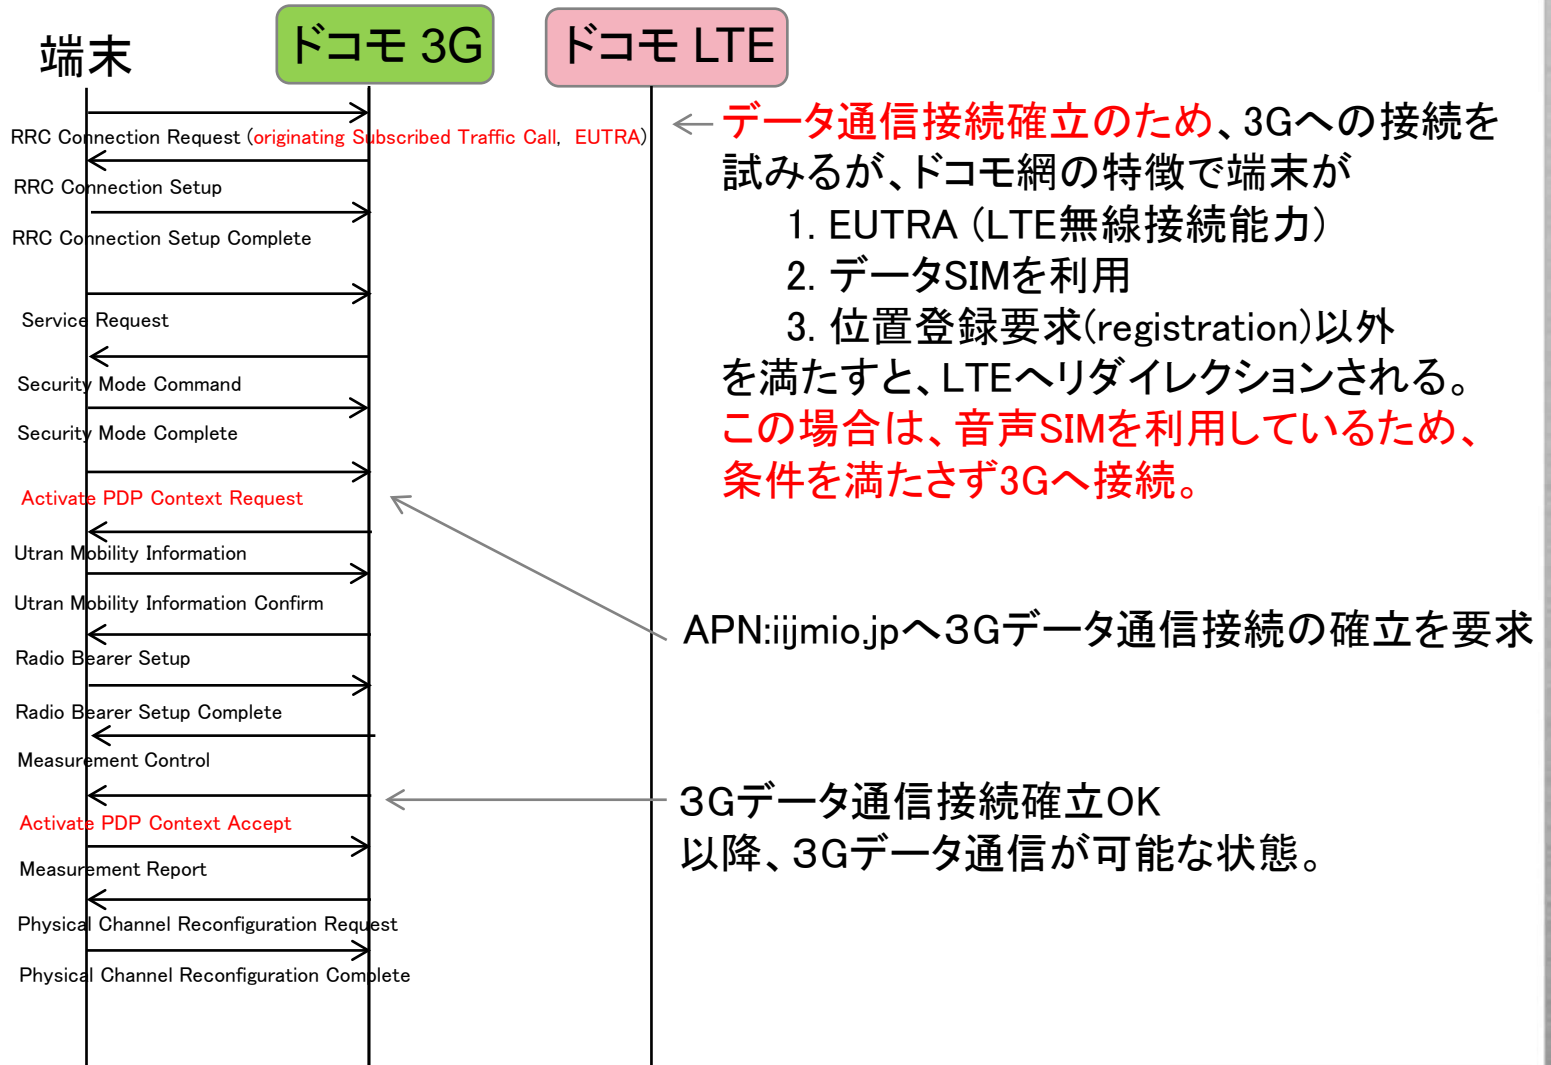 端末
ドコモ 3G
ドコモ LTE
RRC Connection Request (originating Subscribed Traffic Call, EUTRA)
RRC Connection Setup
RRC Connection Setup Complete
Service Request
Security Mode Command
Security Mode Complete
Activate PDP Context Request
Utran Mobility Information
Utran Mobility Information Confirm
Radio Bearer Setup
Radio Bearer Setup Complete
Measurement Control
Activate PDP Context Accept
Measurement Report
Physical Channel Reconfiguration Request
Physical Channel Reconfiguration Complete
データ通信接続確立のため、3Gへの接続を
試みるが、ドコモ網の特徴で端末が
1. EUTRA (LTE無線接続能力)
2. データSIMを利用
3. 位置登録要求(registration)以外
を満たすと、LTEへリダイレクションされる。
この場合は、音声SIMを利用しているため、
条件を満たさず3Gへ接続。
APN:iijmio.jpへ3Gデータ通信接続の確立を要求
3Gデータ通信接続確立OK
以降、3Gデータ通信が可能な状態。